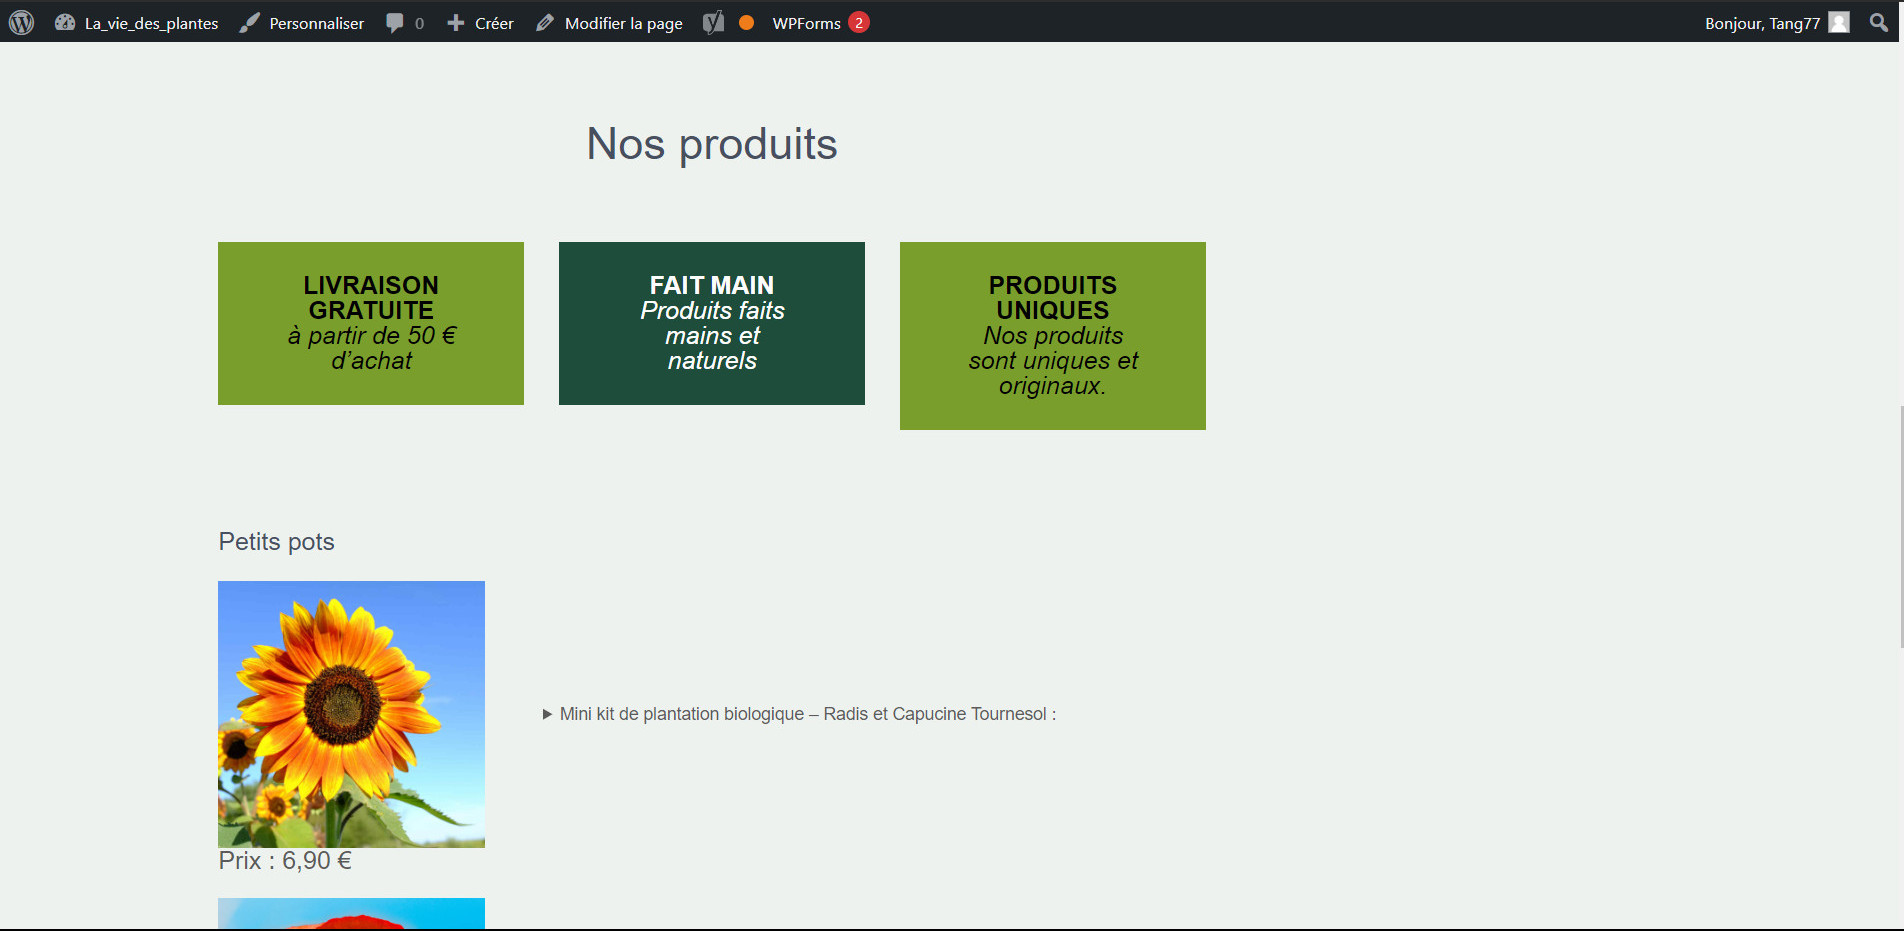 La_vie_des_plantes Personnaliser 0 Créer Modifier la page WPForms 2 Bonjour, Tang77
Nos produits
LIVRAISON
GRATUITE
à partir de 50 €
d’achat
FAIT MAIN
Produits faits
mains et
naturels
PRODUITS
UNIQUES
Nos produits
sont uniques et
originaux.
Petits pots
Mini kit de plantation biologique – Radis et Capucine Tournesol :
Prix : 6,90 €